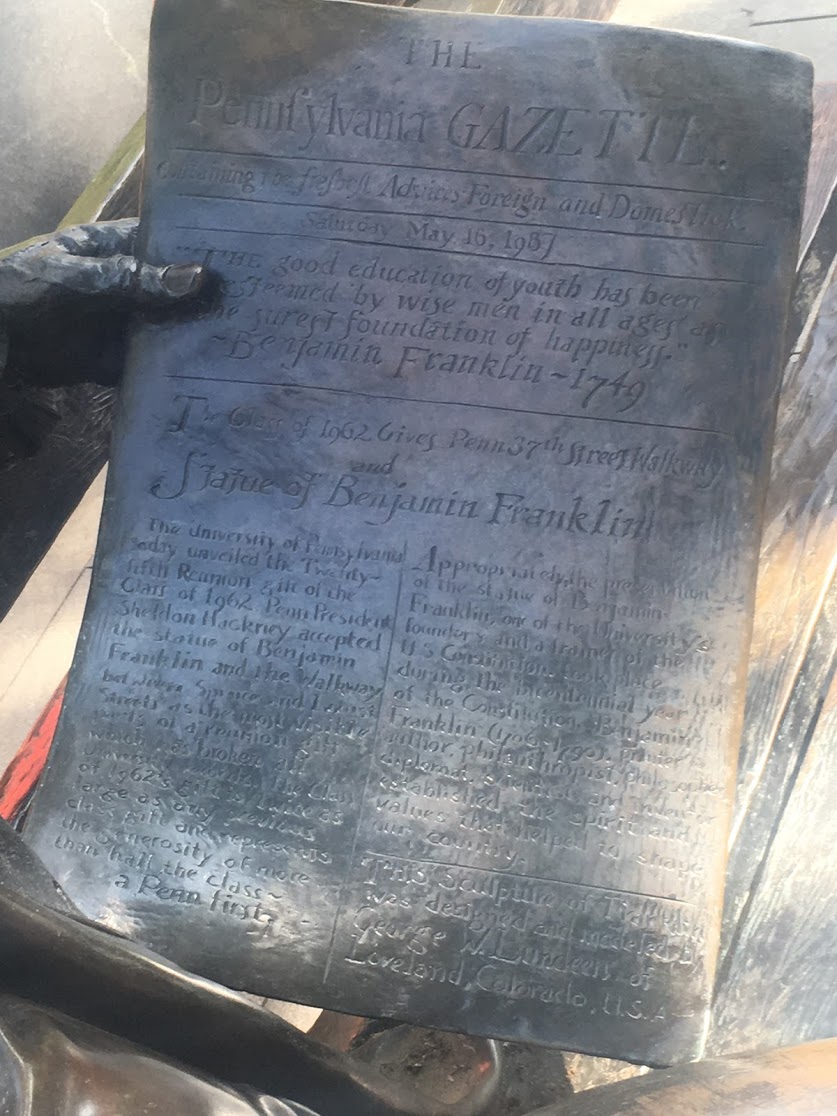 THE
Pennſylvania GAZETTE.
Containing the freſheſt Advices Foreign and Domeſtick.
Saturday May 16, 1987
"THE good education of youth has been
eſteemed by wise men in all ages as
the sureſt foundation of happineſs."
~Benjamin Franklin~1749
The Class of 1962 Gives Penn 37th Street Walkway
and
Statue of Benjamin Franklin
The University of Pennsylvania
today unveiled the Twenty-
fifth Reunion gift of the
Class of 1962. Penn President
Sheldon Hackney accepted
the statue of Benjamin
Franklin and the Walkway
between Spruce and Locust
Streets as the most visible
parts of a reunion gift
which has broken all
University records. The Class
of 1962's gift is twice as
large as any previous
class gift and represents
the generosity of more
than half the class~
a Penn first.
Appropriately, the presentation
of the statue of Benjamin
Franklin, one of the University's
founders and a framer of the
U.S Constitution, took place
during the bicentennial year
of the Constitution. Benjamin
Franklin (1706-1790), printer,
author, philanthropist, philosopher,
diplomat, scientist, and inventor
established the spirit and
values that helped to shape
our country.
This Sculpture of Franklin
was designed and modeled by
George W. Lundeen of
Loveland, Colorado, U.S.A